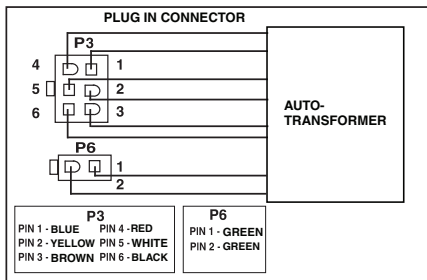 PLUG IN CONNECTOR
P3
4 1
5 2
6 3
AUTO-
TRANSFORMER
P6
1
2
P3
PIN 1 - BLUE PIN 4 - RED
PIN 2 - YELLOW PIN 5 - WHITE
PIN 3 - BROWN PIN 6 - BLACK
P6
PIN 1 - GREEN
PIN 2 - GREEN